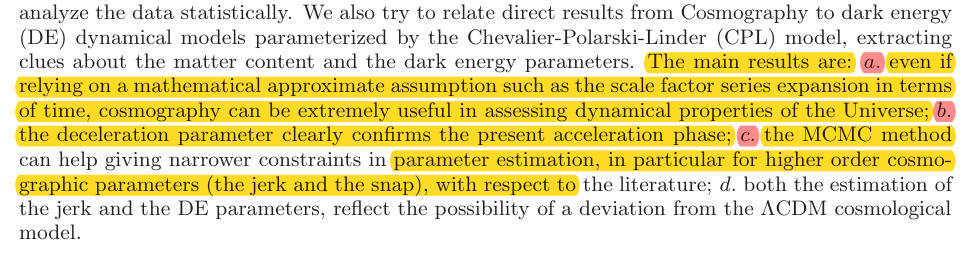 analyze the data statistically. We also try to relate direct results from Cosmography to dark energy
(DE) dynamical models parameterized by the Chevalier-Polarski-Linder (CPL) model, extracting
clues about the matter content and the dark energy parameters. The main results are: a. even if
relying on a mathematical approximate assumption such as the scale factor series expansion in terms
of time, cosmography can be extremely useful in assessing dynamical properties of the Universe; b.
the deceleration parameter clearly confirms the present acceleration phase; c. the MCMC method
can help giving narrower constraints in parameter estimation, in particular for higher order cosmo-
graphic parameters (the jerk and the snap), with respect to the literature; d. both the estimation of
the jerk and the DE parameters, reflect the possibility of a deviation from the ΛCDM cosmological
model.